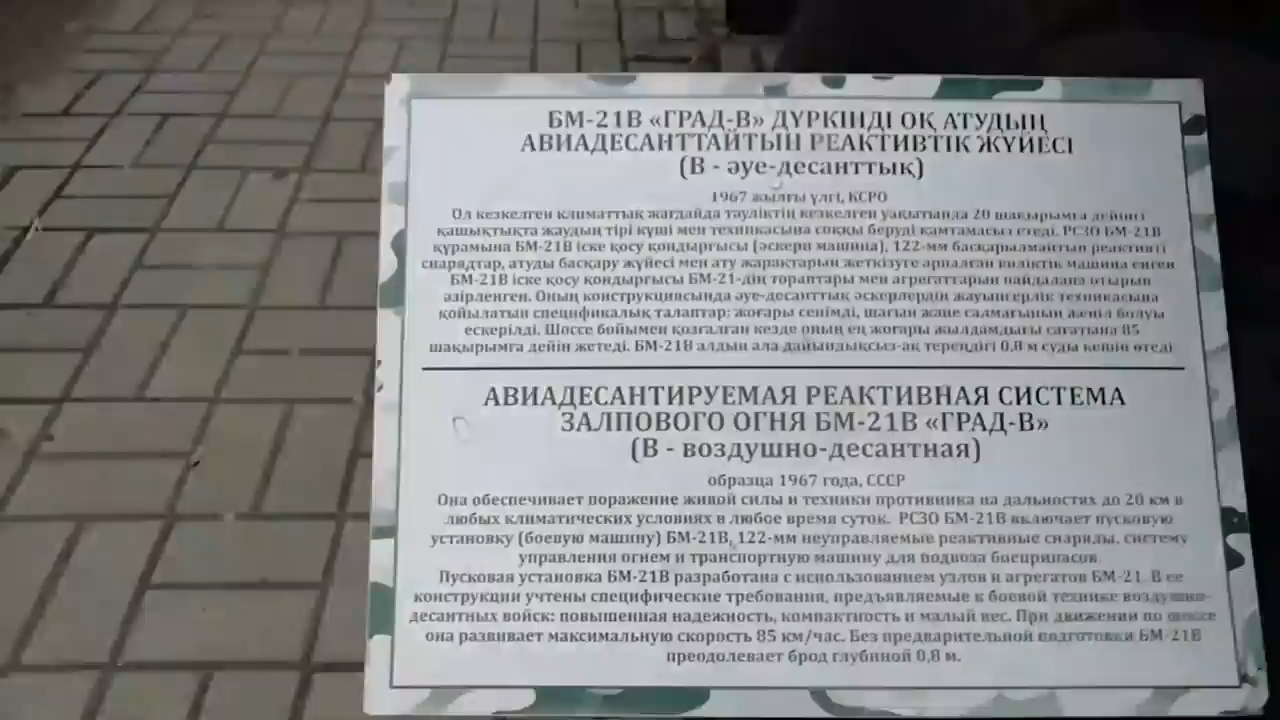 БМ-21В «ГРАД-В» ДҮРКІНДІ ОҚ АТУДЫҢ
АВИАДЕСАНТТАЙТЫН РЕАКТИВТІК ЖҮЙЕСІ
(В - әуе-десанттық)
1967 жылғы үлгі, КСРО
Ол кезкелген климаттық жағдайда тәуліктің кезкелген уақытында 20 шақырымға дейінгі
қашықтықта жаудың тірі күші мен техникасына соққы беруді қамтамасыз етеді. РСЗО БМ-21В
құрамына БМ-21В іске қосу қондырғысы (әскери машина), 122-мм басқарылмайтын реактивті
снарядтар, атуды басқару жүйесі мен ату жарақтарын жеткізуге арналған көліктік машина енген
БМ-21В іске қосу қондырғысы БМ-21-дің тораптары мен агрегаттарын пайдалана отырып
әзірленген. Оның конструкциясында әуе-десанттық әскерлердің жауынгерлік техникасына
қойылатын спецификалық талаптар: жоғары сенімді, шағын және салмағының жеңіл болуы
ескерілді. Шоссе бойымен қозғалған кезде оның ең жоғары жылдамдығы сағатына 85
шақырымға дейін жетеді. БМ-21В алдын ала дайындықсыз-ақ тереңдігі 0,8 м суды кешіп өтеді
АВИАДЕСАНТИРУЕМАЯ РЕАКТИВНАЯ СИСТЕМА
ЗАЛПОВОГО ОГНЯ БМ-21В «ГРАД-В»
(В - воздушно-десантная)
образца 1967 года, СССР
Она обеспечивает поражение живой силы и техники противника на дальностях до 20 км в
любых климатических условиях в любое время суток. РСЗО БМ-21В включает пусковую
установку (боевую машину) БМ-21В, 122-мм неуправляемые реактивные снаряды, систему
управления огнем и транспортную машину для подвоза боеприпасов
Пусковая установка БМ-21В разработана с использованием узлов и агрегатов БМ-21. В ее
конструкции учтены специфические требования, предъявляемые к боевой технике воздушно-
десантных войск: повышенная надежность, компактность и малый вес. При движении по шоссе
она развивает максимальную скорость 85 км/час. Без предварительной подготовки БМ-21В
преодолевает брод глубиной 0,8 м.